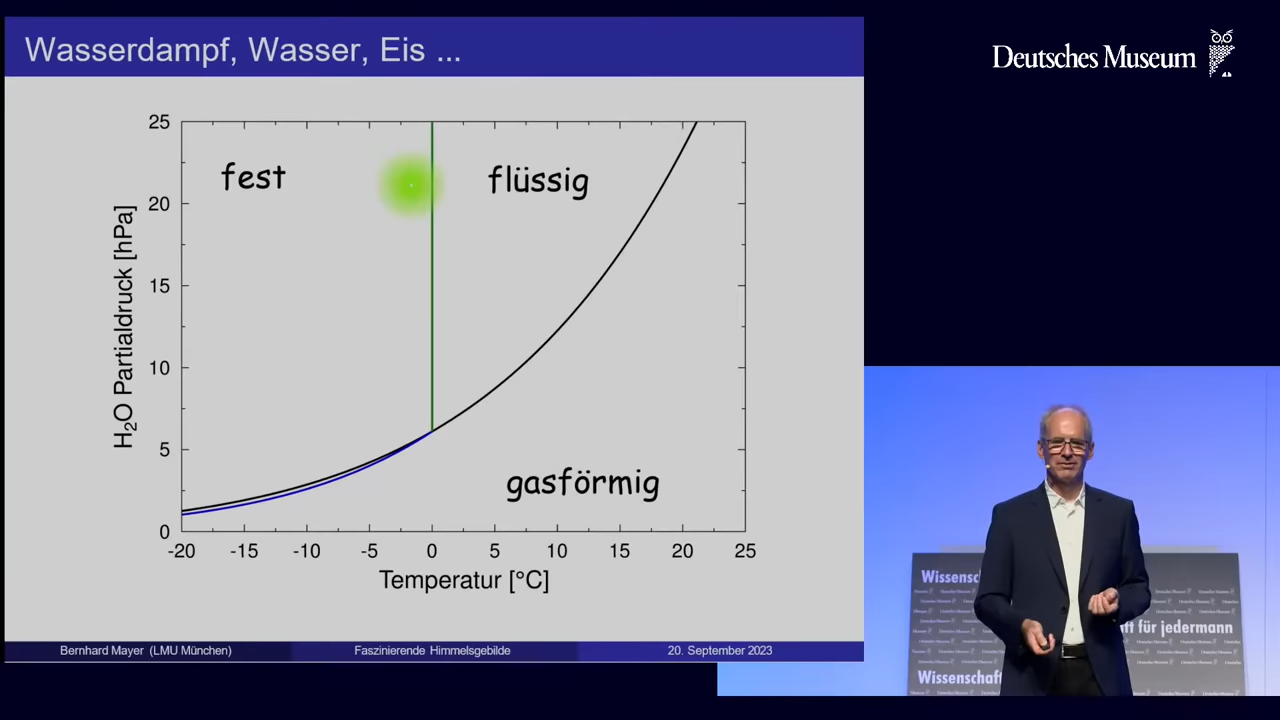 Wasserdampf, Wasser, Eis ...
Deutsches Museum
25
20
15
10
5
0
H₂O Partialdruck [hPa]
fest
flüssig
gasförmig
-20 -15 -10 -5 0 5 10 15 20 25
Temperatur [°C]
Bernhard Mayer (LMU München) Faszinierende Himmelsgebilde 20. September 2023
Wissensc
ft für jedermann
Wissenschaf